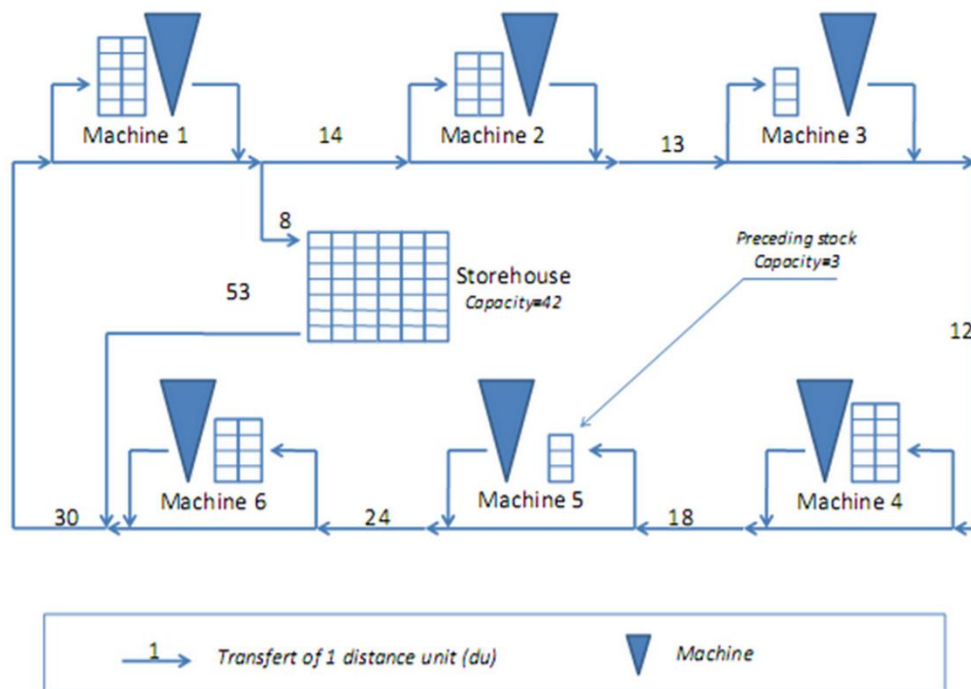 Machine 1
14
Machine 2
13
Machine 3
8
Storehouse
Capacity=42
Preceding stock
Capacity=3
53
12
Machine 6
Machine 5
Machine 4
30
24
18
1
Transfert of 1 distance unit (du)
Machine